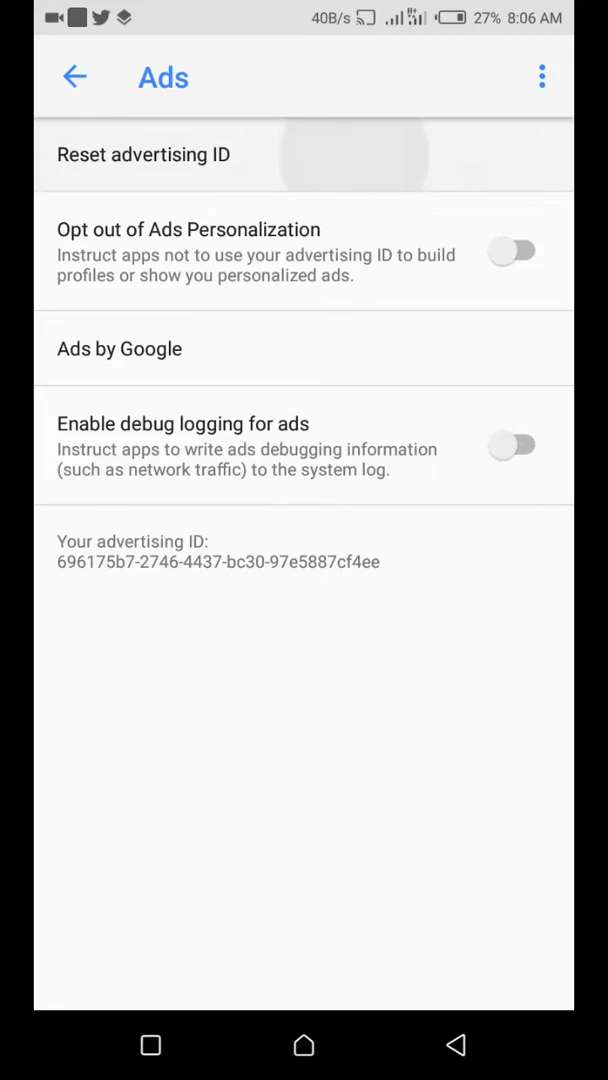 40B/s 27% 8:06 AM
Ads
Reset advertising ID
Opt out of Ads Personalization
Instruct apps not to use your advertising ID to build
profiles or show you personalized ads.
Ads by Google
Enable debug logging for ads
Instruct apps to write ads debugging information
(such as network traffic) to the system log.
Your advertising ID:
696175b7-2746-4437-bc30-97e5887cf4ee